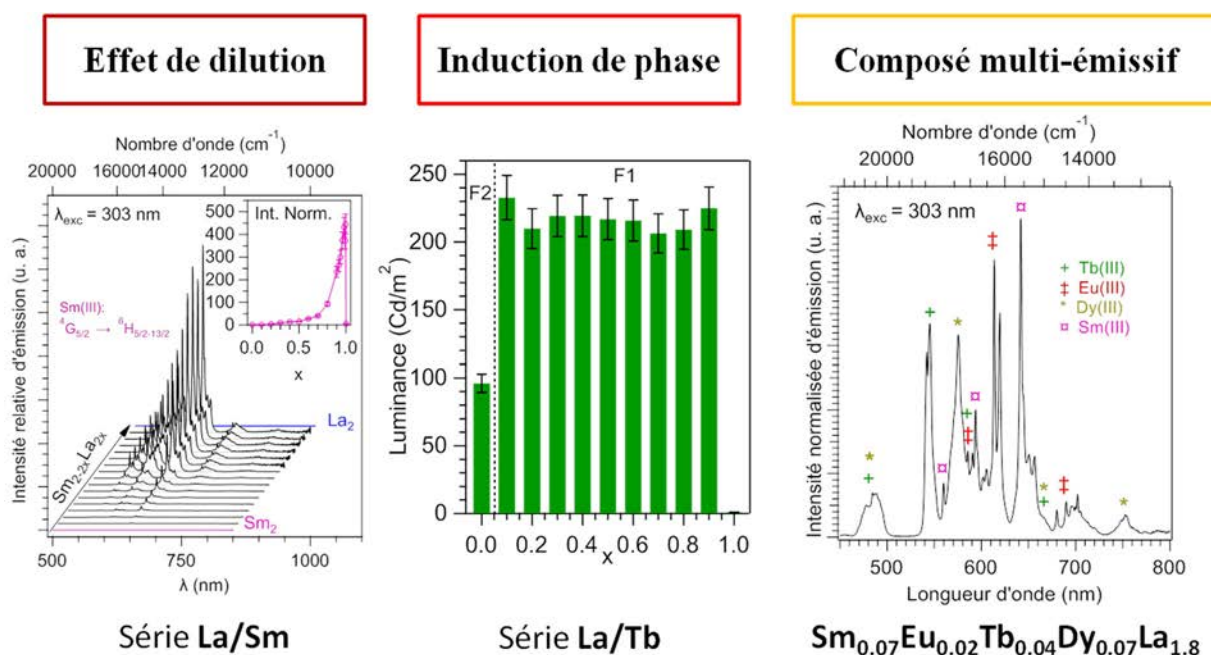 Effet de dilution
Induction de phase
Composé multi-émissif
Nombre d'onde (cm⁻¹)
20000 16000 14000 12000 10000
λexc = 303 nm
Int. Norm.
500
400
300
200
100
0
0.0 0.5 1.0
x
Sm(III):
⁴G5/2 → ⁶H5/2-13/2
Intensité relative d'émission (u. a.)
Sm2-2xLa2x
La2
Sm2
500 750 1000
λ (nm)
Série La/Sm
250
200
150
100
50
0
Luminance (Cd/m²)
F2
F1
0.0 0.2 0.4 0.6 0.8 1.0
x
Série La/Tb
Nombre d'onde (cm⁻¹)
20000 16000 14000
λexc = 303 nm
Intensité normalisée d'émission (u. a.)
+ Tb(III)
‡ Eu(III)
* Dy(III)
¤ Sm(III)
500 600 700 800
Longueur d'onde (nm)
Sm0.07Eu0.02Tb0.04Dy0.07La1.8